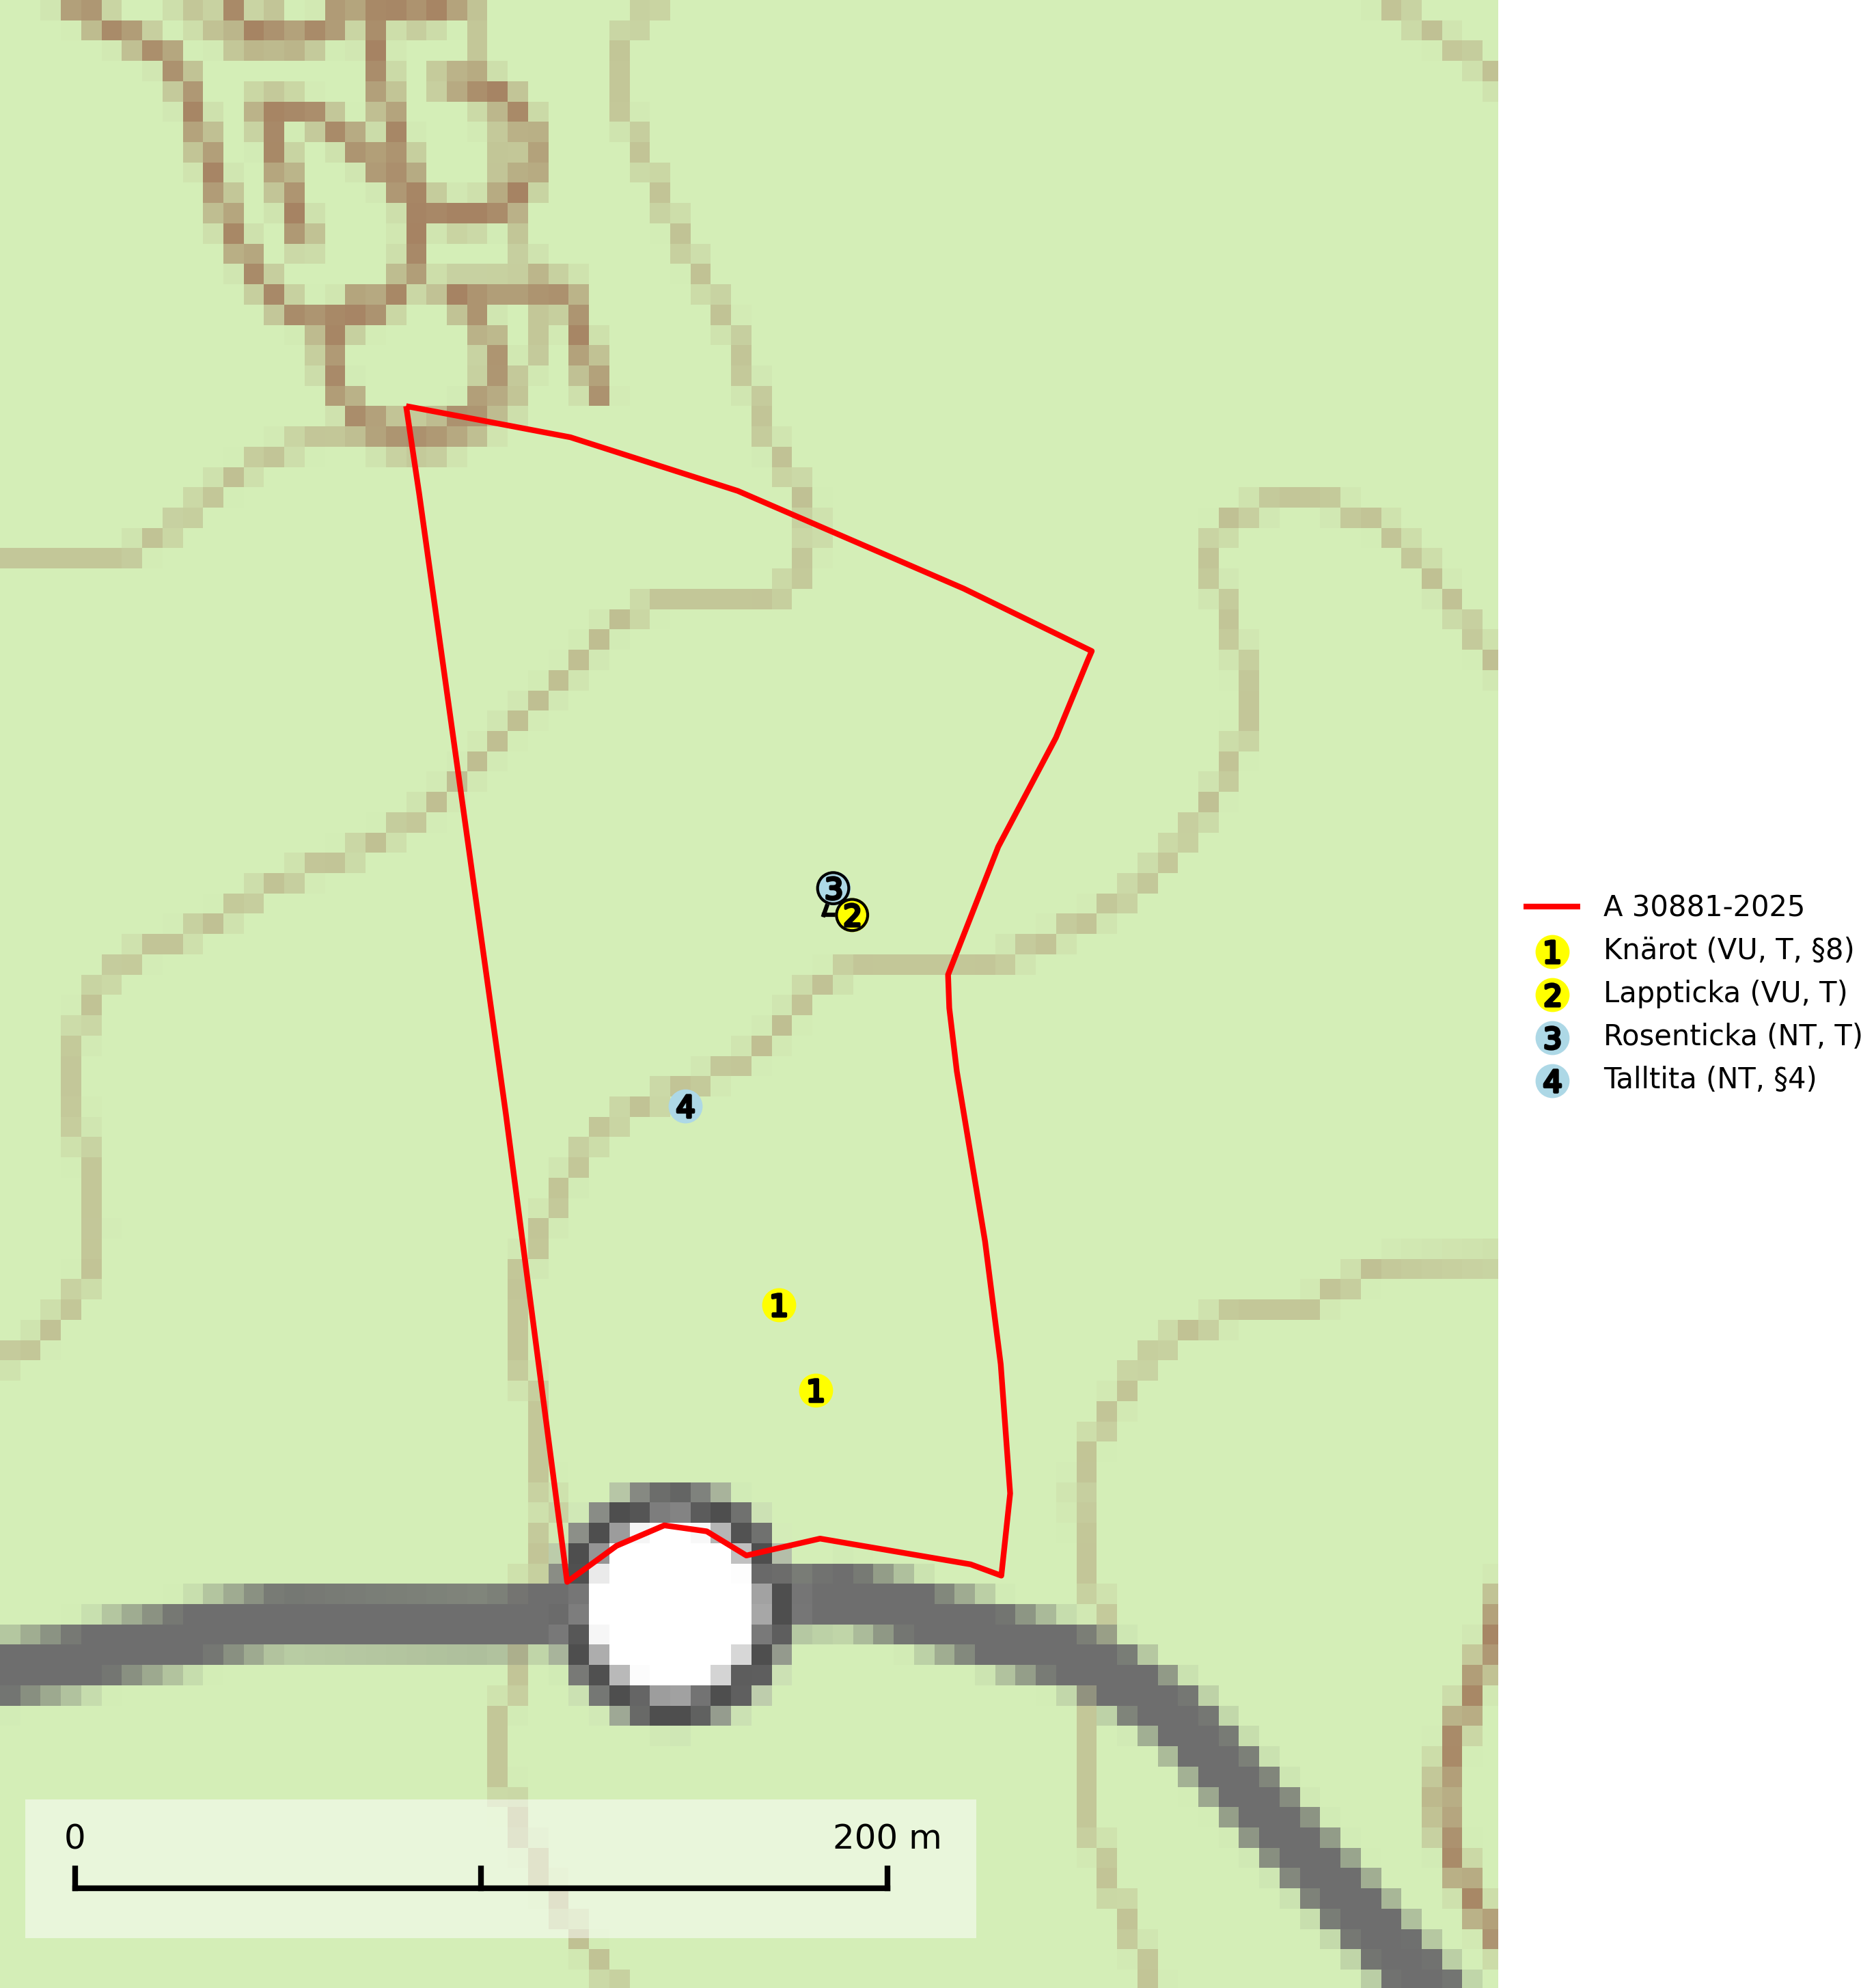 3
2
4
1
1
0 200 m
A 30881-2025
1 Knärot (VU, T, §8)
2 Lappticka (VU, T)
3 Rosenticka (NT, T)
4 Talltita (NT, §4)